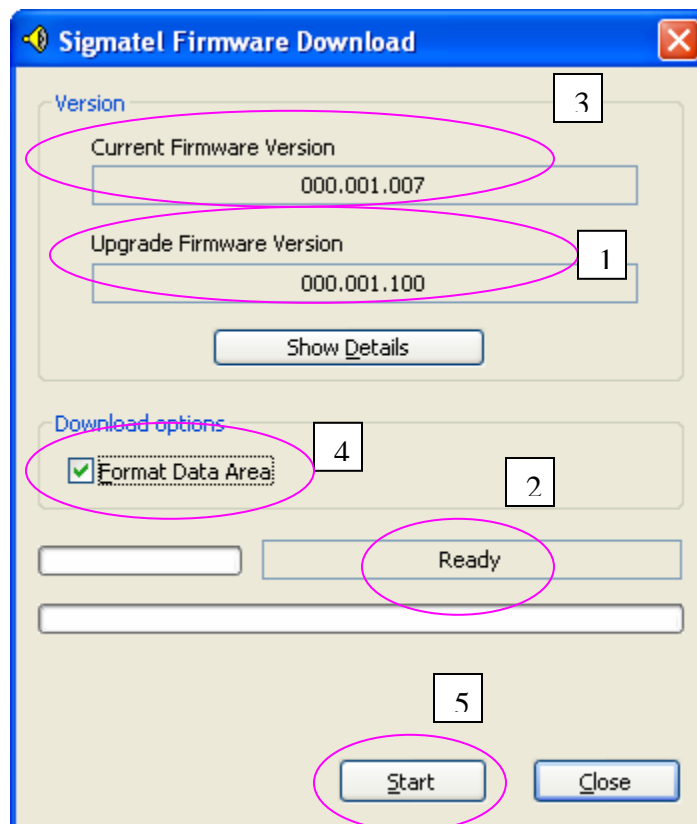 Sigmatel Firmware Download
Version
3
Current Firmware Version
000.001.007
Upgrade Firmware Version
1
000.001.100
Show Details
Download options
4
Format Data Area
2
Ready
5
Start
Close